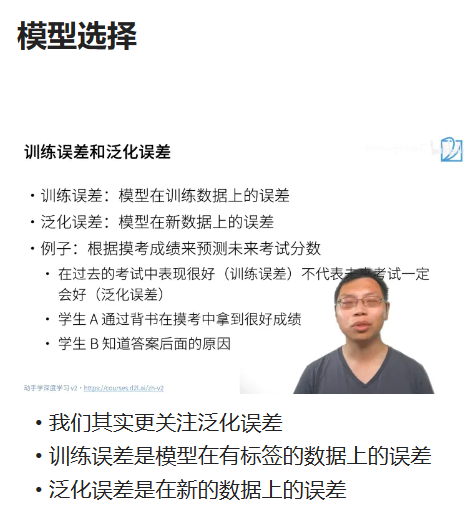 模型选择
训练误差和泛化误差
• 训练误差：模型在训练数据上的误差
• 泛化误差：模型在新数据上的误差
• 例子：根据摸考成绩来预测未来考试分数
• 在过去的考试中表现很好（训练误差）不代表未来考试一定
会好（泛化误差）
• 学生 A 通过背书在摸考中拿到很好成绩
• 学生 B 知道答案后面的原因
动手学深度学习 v2 • https://courses.d2l.ai/zh-v2
• 我们其实更关注泛化误差
• 训练误差是模型在有标签的数据上的误差
• 泛化误差是在新的数据上的误差